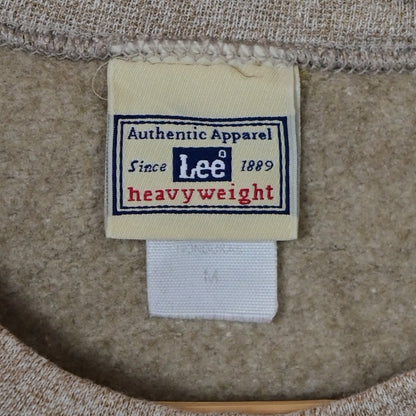 Authentic Apparel
Since Lee® 1889
heavyweight
M